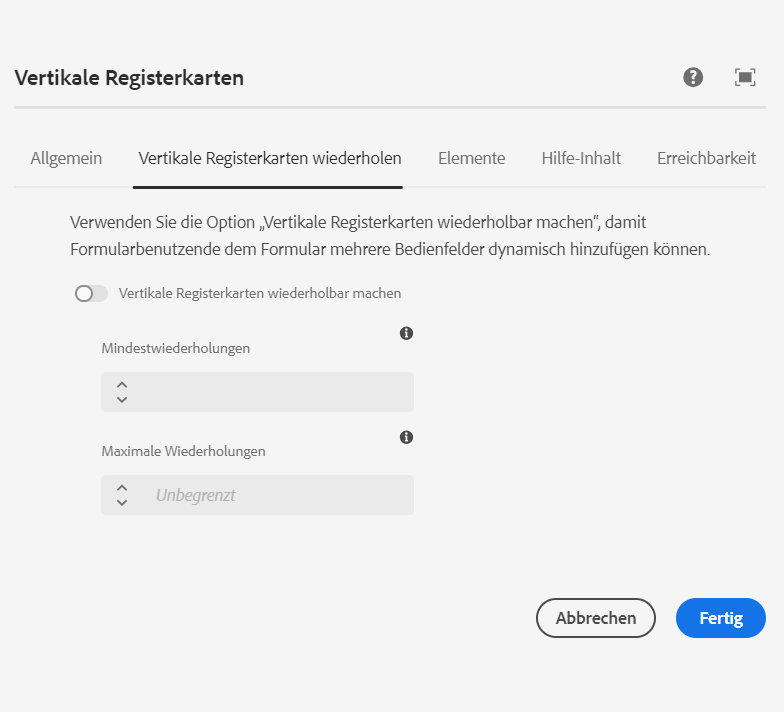 Vertikale Registerkarten
Allgemein Vertikale Registerkarten wiederholen Elemente Hilfe-Inhalt Erreichbarkeit
Verwenden Sie die Option „Vertikale Registerkarten wiederholbar machen“, damit
Formularbenutzende dem Formular mehrere Bedienfelder dynamisch hinzufügen können.
Vertikale Registerkarten wiederholbar machen
Mindestwiederholungen
Maximale Wiederholungen
Unbegrenzt
Abbrechen Fertig